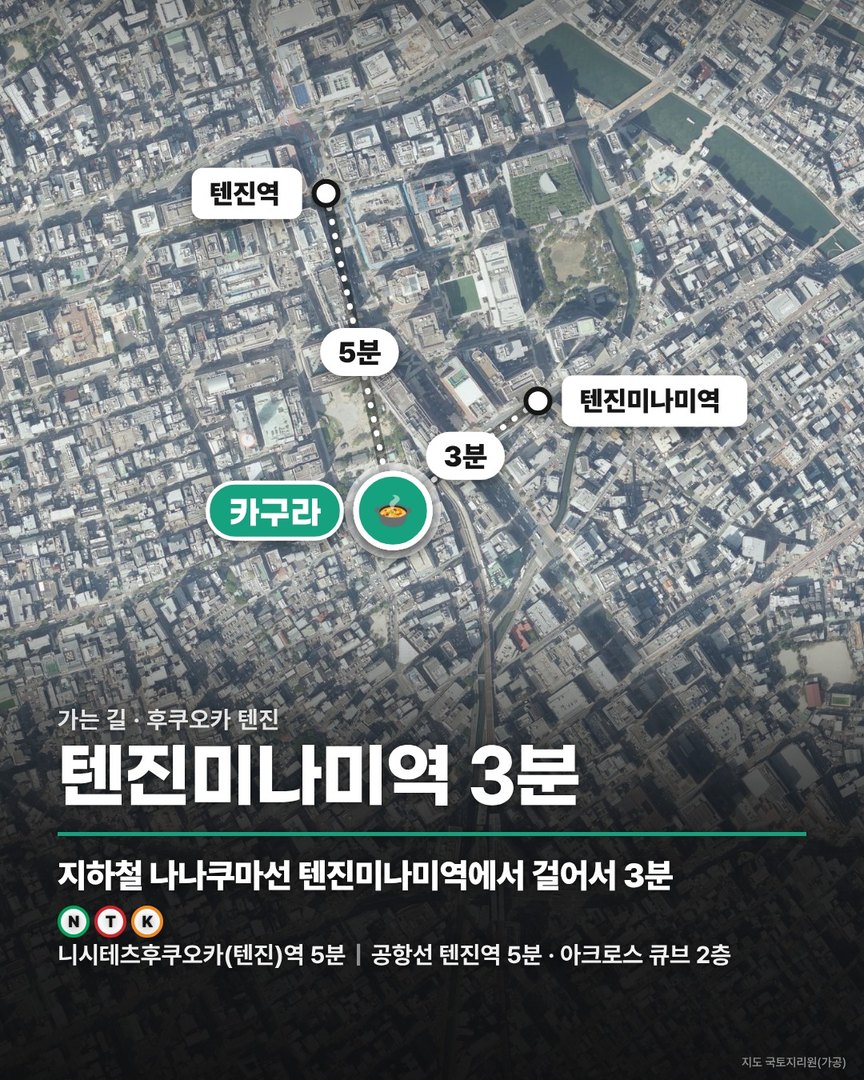 텐진역
5분
텐진미나미역
3분
카구라
가는 길 · 후쿠오카 텐진
텐진미나미역 3분
지하철 나나쿠마선 텐진미나미역에서 걸어서 3분
N T K
니시테츠후쿠오카(텐진)역 5분 | 공항선 텐진역 5분 · 아크로스 큐브 2층
지도 국토지리원(가공)